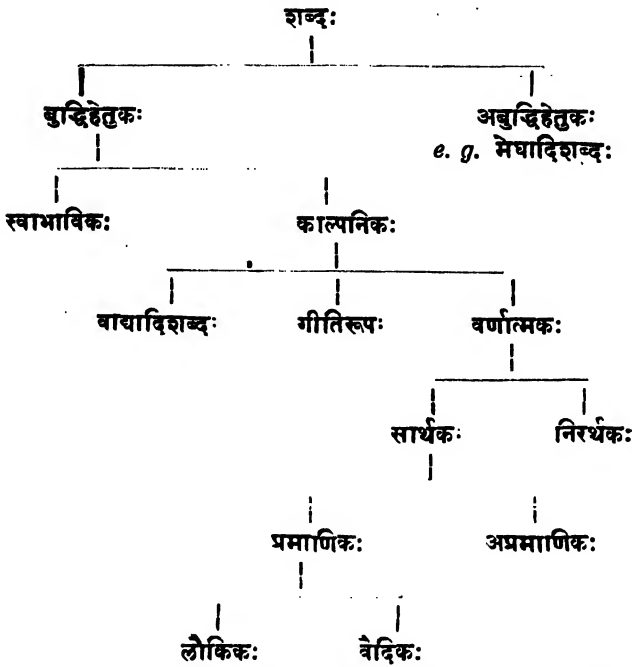 शब्दः
बुद्धिहेतुकः अबुद्धिहेतुकः
e. g. मेघादिशब्दः
स्वाभाविकः काल्पनिकः
वाद्यादिशब्दः गीतिरूपः वर्णात्मकः
सार्थकः निरर्थकः
प्रमाणिकः अप्रमाणिकः
लौकिकः वैदिकः